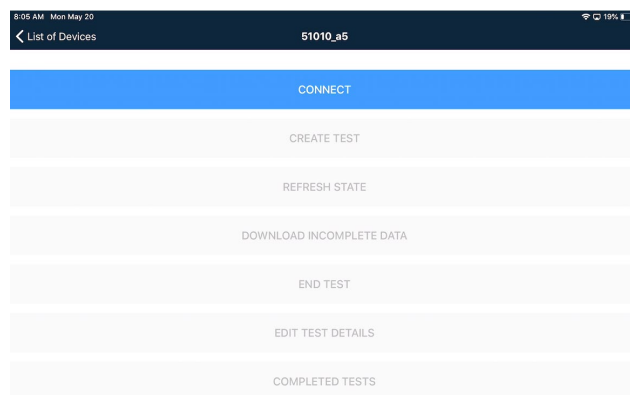 8:05 AM Mon May 20 19%
List of Devices 51010_a5
CONNECT
CREATE TEST
REFRESH STATE
DOWNLOAD INCOMPLETE DATA
END TEST
EDIT TEST DETAILS
COMPLETED TESTS